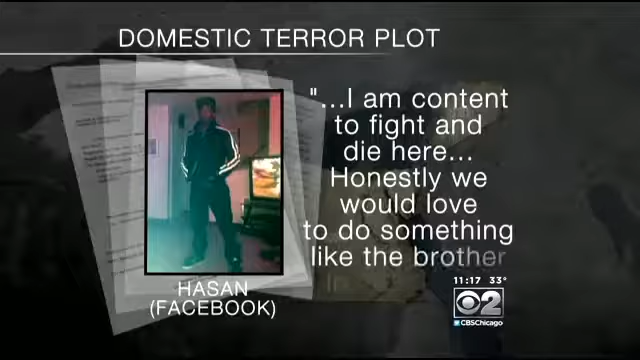 DOMESTIC TERROR PLOT
"...I am content
to fight and
die here...
Honestly we
would love
to do something
like the brother
HASAN
(FACEBOOK)
11:17 33°
2
@CBSChicago